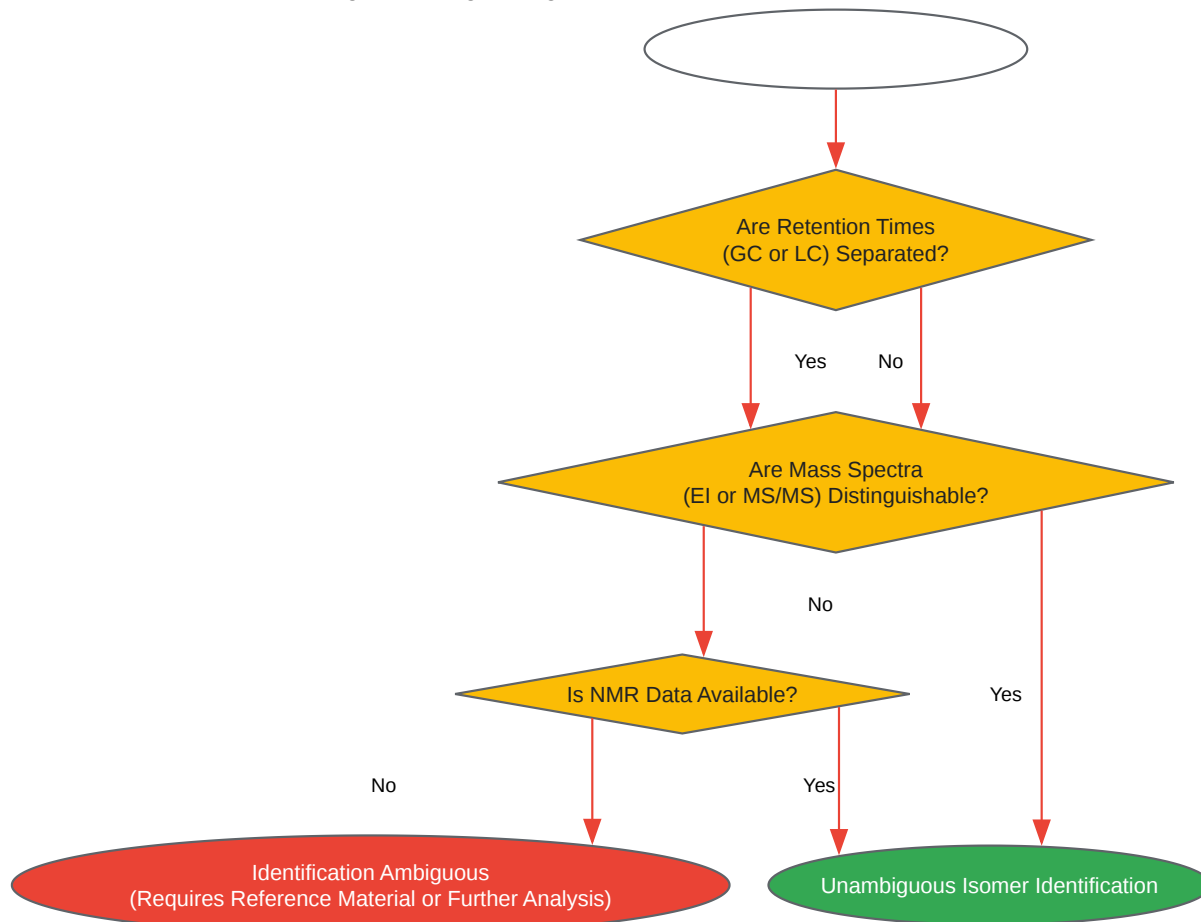 Are Retention Times
(GC or LC) Separated?
Yes
No
Are Mass Spectra
(EI or MS/MS) Distinguishable?
No
Is NMR Data Available?
Yes
No
Yes
Identification Ambiguous
(Requires Reference Material or Further Analysis)
Unambiguous Isomer Identification